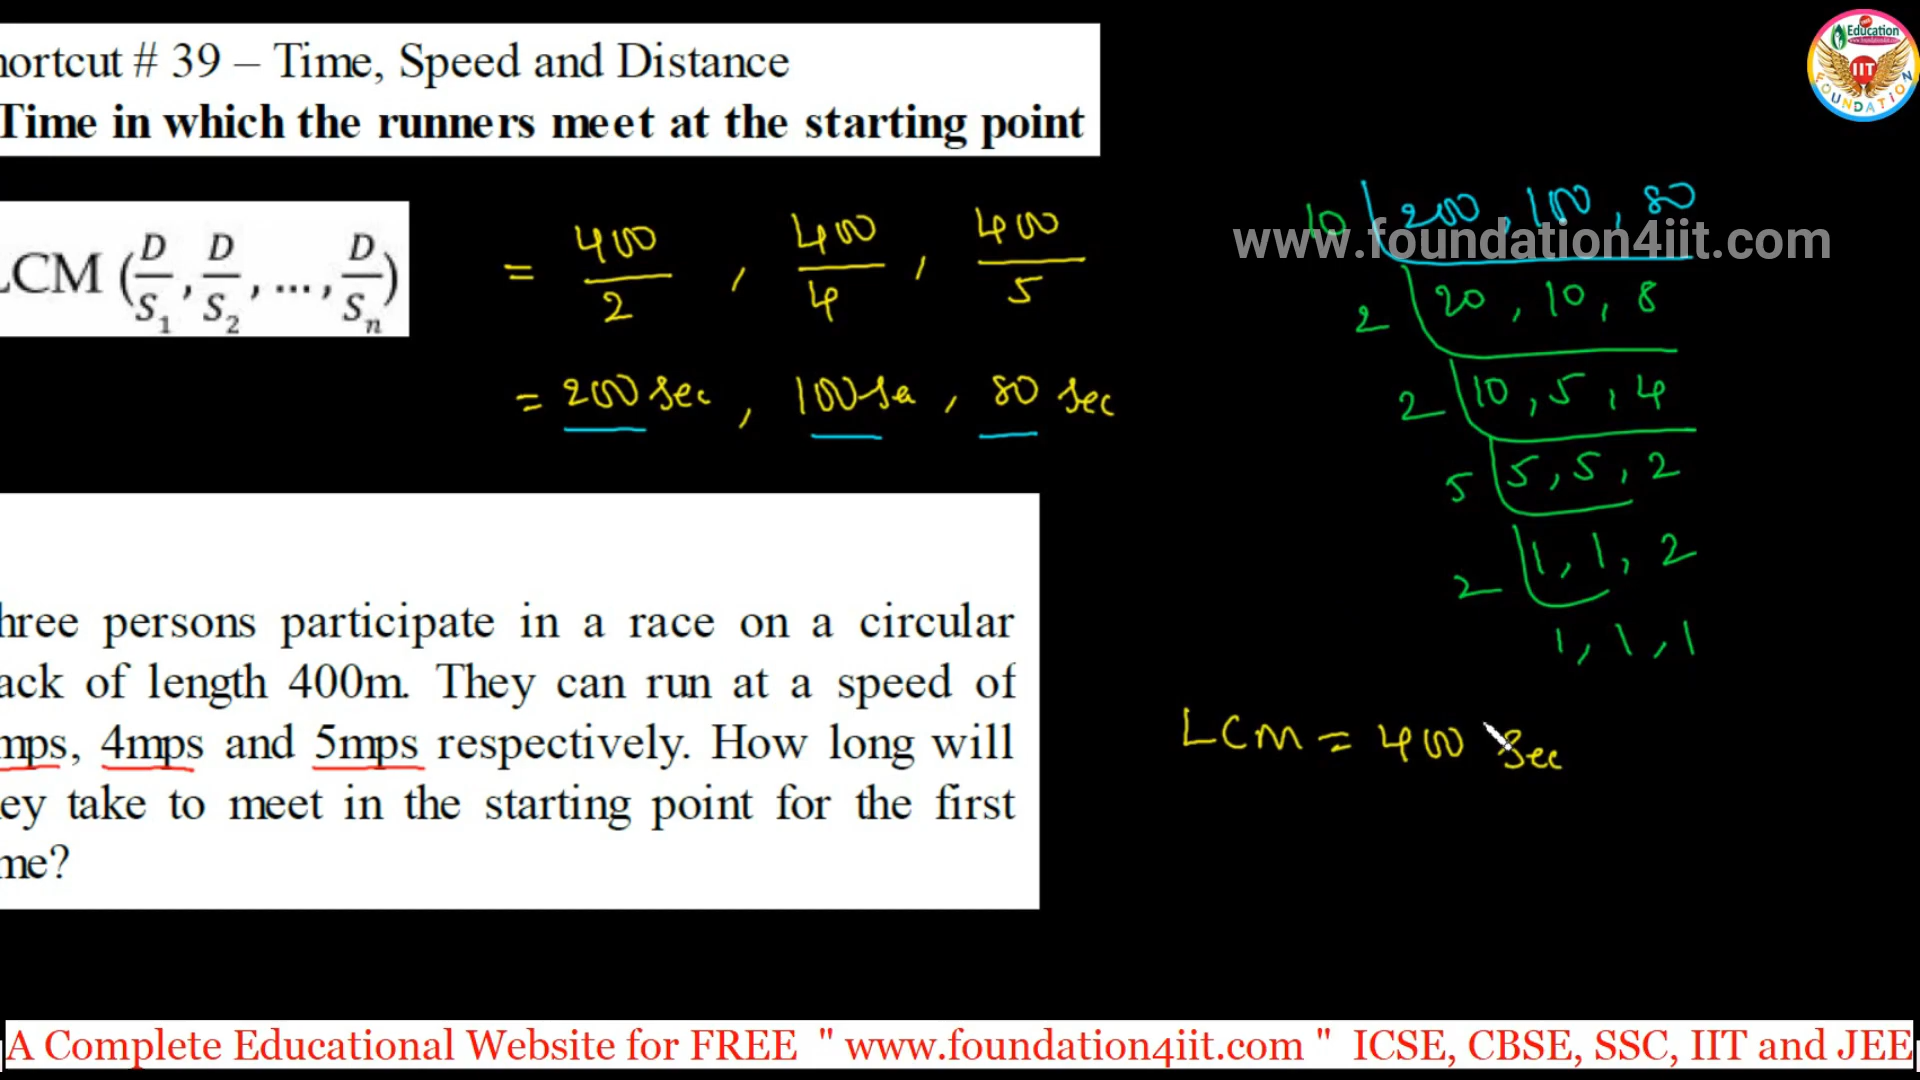 hortcut # 39 – Time, Speed and Distance
Time in which the runners meet at the starting point
LCM (D/S1, D/S2, ..., D/Sn)
= 400/2 , 400/4 , 400/5
= 200 sec , 100 se , 80 sec
hree persons participate in a race on a circular
ack of length 400m. They can run at a speed of
mps, 4mps and 5mps respectively. How long will
ey take to meet in the starting point for the first
me?
10 200, 100, 80
2 20, 10, 8
2 10, 5, 4
5 5, 5, 2
2 1, 1, 2
1, 1, 1
LCM = 400 sec
www.foundation4iit.com
Education
IIT
FOUNDATION
A Complete Educational Website for FREE " www.foundation4iit.com " ICSE, CBSE, SSC, IIT and JEE